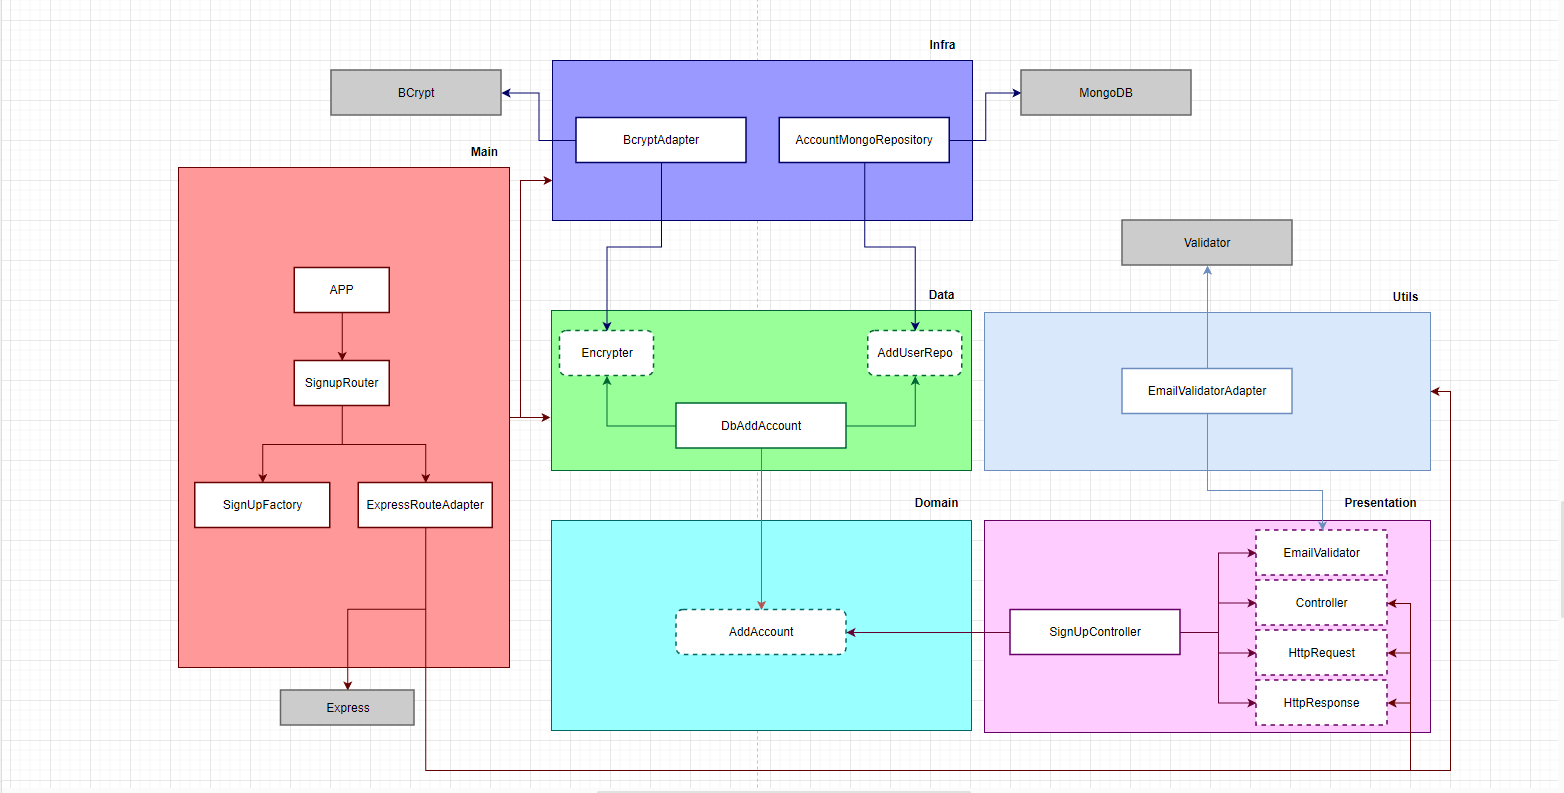 Infra
BCrypt
MongoDB
BcryptAdapter
AccountMongoRepository
Main
Validator
APP
Data
Utils
Encrypter
AddUserRepo
SignupRouter
EmailValidatorAdapter
DbAddAccount
SignUpFactory
ExpressRouteAdapter
Domain
Presentation
EmailValidator
Controller
AddAccount
SignUpController
HttpRequest
HttpResponse
Express